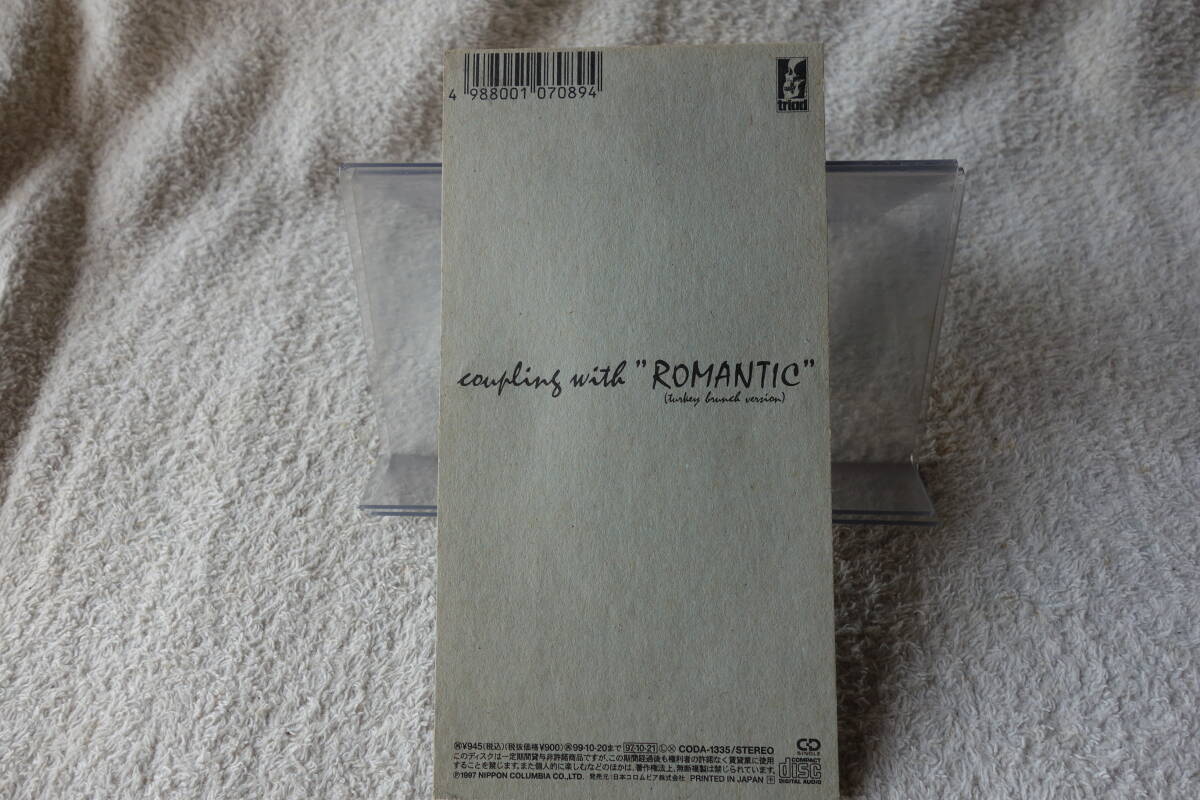 4 988001 070894
triad
coupling with "ROMANTIC"
(turkey brunch version)
Ⓗ¥945(税込)(税抜価格¥900)Ⓧ99·10·20まで 97·10·21 ⓁⓍ CODA-1335/STEREO
このディスクは一定期間貸与非許諾商品ですが、この期間経過後も権利者の許諾なく賃貸業に使用
することを禁じます。また個人的に楽しむなどのほかは、著作権法上、無断複製は禁じられています。
Ⓟ1997 NIPPON COLUMBIA CO.,LTD. 発売元:日本コロムビア株式会社 PRINTED IN JAPAN
CD
SINGLE
COMPACT
disc
DIGITAL AUDIO